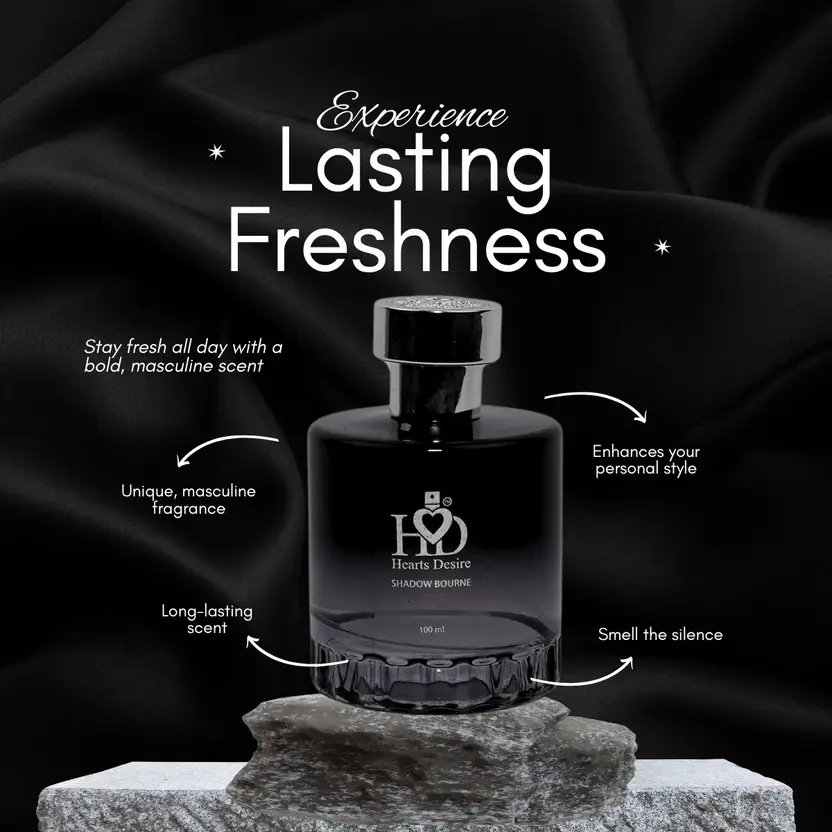 Experience
Lasting
Freshness
Stay fresh all day with a
bold, masculine scent
Enhances your
personal style
Unique, masculine
fragrance
HD
TM
Hearts Desire
SHADOW BOURNE
100 ml
Long-lasting
scent
Smell the silence